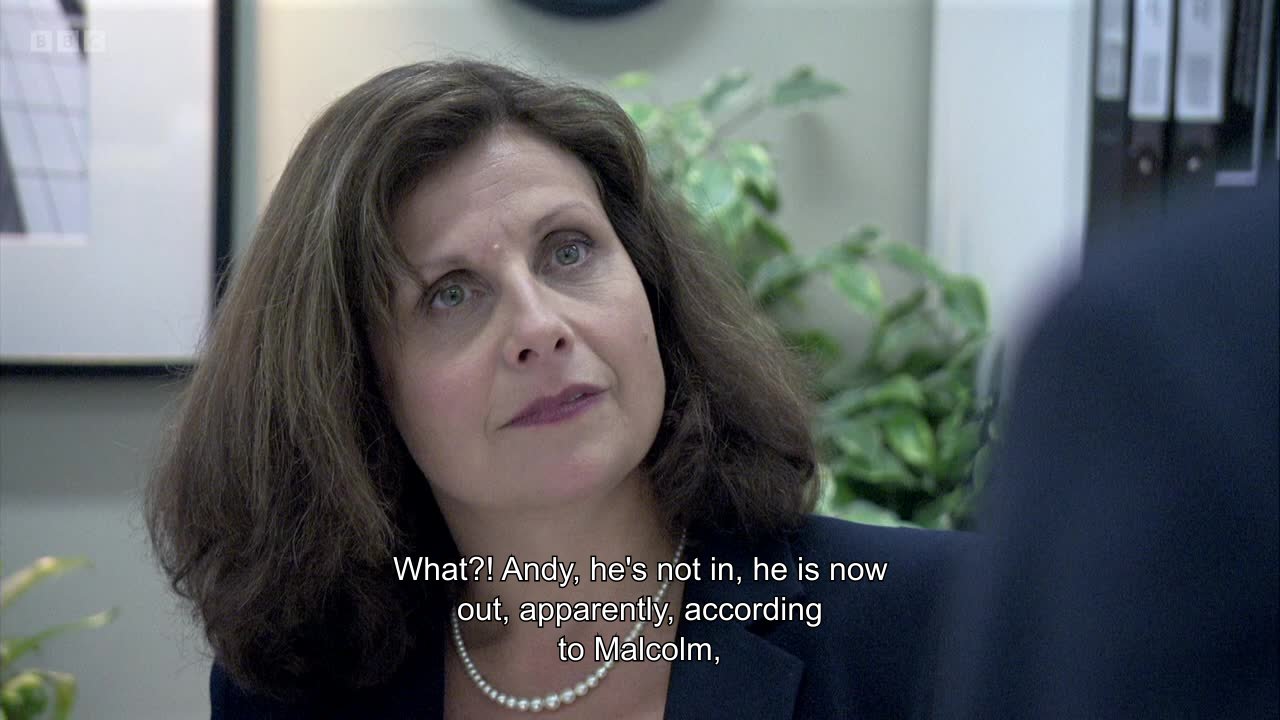 BBC
What?! Andy, he's not in, he is now
out, apparently, according
to Malcolm,